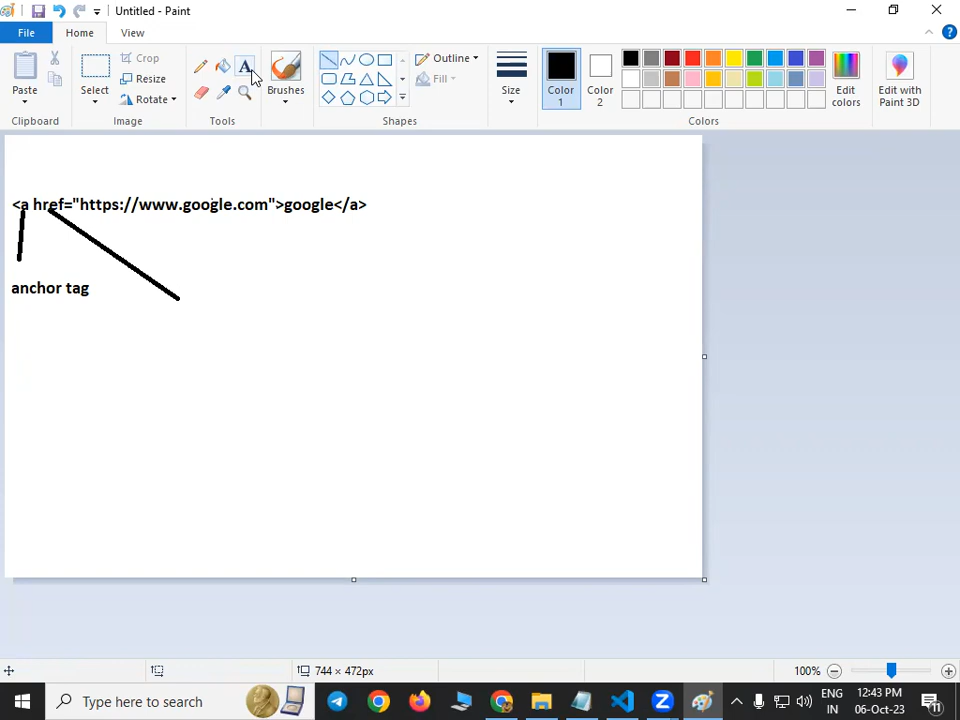 Untitled - Paint
File
Home
View
Paste
Clipboard
Select
Crop
Resize
Rotate
Image
A
Tools
Brushes
Outline
Fill
Shapes
Size
Color 1
Color 2
Edit colors
Colors
Edit with Paint 3D
<a href="https://www.google.com">google</a>
anchor tag
744 × 472px
100%
Type here to search
ENG
IN
12:43 PM
06-Oct-23
11